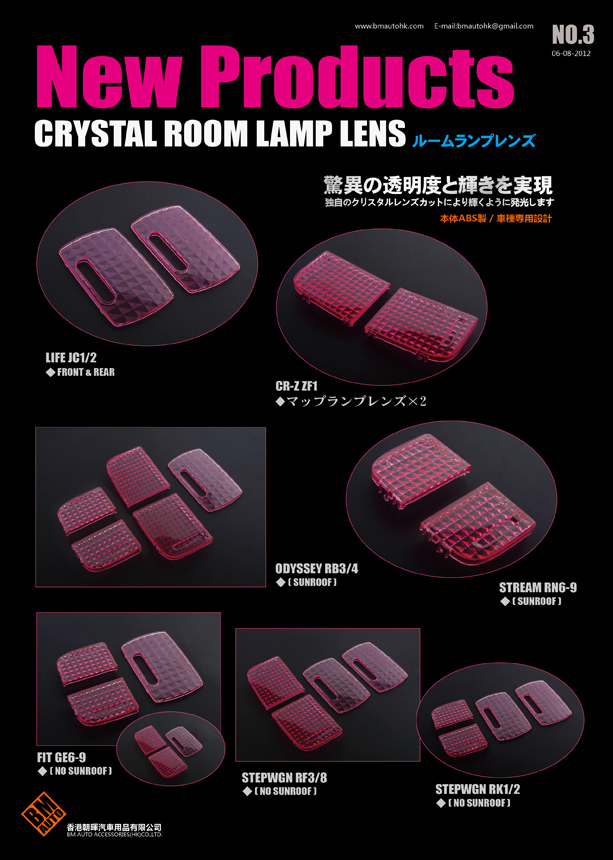 www.bmautohk.com E-mail:bmautohk@gmail.com
NO.3
06-08-2012
New Products
CRYSTAL ROOM LAMP LENS ルームランプレンズ
驚異の透明度と輝きを実現
独自のクリスタルレンズカットにより輝くように発光します
本体ABS製 / 車種専用設計
LIFE JC1/2
◆ FRONT & REAR
CR-Z ZF1
◆マップランプレンズ×2
ODYSSEY RB3/4
◆ ( SUNROOF )
STREAM RN6-9
◆ ( SUNROOF )
FIT GE6-9
◆ ( NO SUNROOF )
STEPWGN RF3/8
◆ ( NO SUNROOF )
STEPWGN RK1/2
◆ ( NO SUNROOF )
BM
AUTO
香港朝暉汽車用品有限公司
BM AUTO ACCESSORIES(HK)CO.LTD.